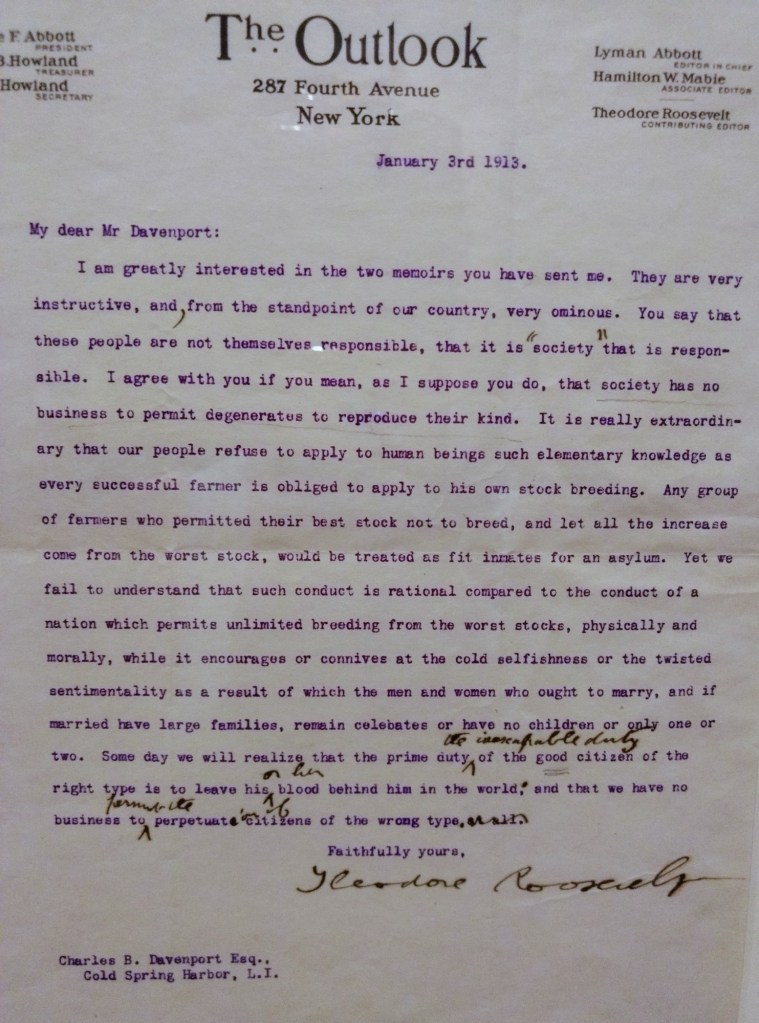 e F. Abbott
PRESIDENT
B. Howland
TREASURER
Howland
SECRETARY
The Outlook
287 Fourth Avenue
New York
Lyman Abbott
EDITOR IN CHIEF
Hamilton W. Mabie
ASSOCIATE EDITOR
Theodore Roosevelt
CONTRIBUTING EDITOR
January 3rd 1913.
My dear Mr Davenport:
I am greatly interested in the two memoirs you have sent me. They are very
instructive, and, from the standpoint of our country, very ominous. You say that
these people are not themselves responsible, that it is "society" that is respon-
sible. I agree with you if you mean, as I suppose you do, that society has no
business to permit degenerates to reproduce their kind. It is really extraordin-
ary that our people refuse to apply to human beings such elementary knowledge as
every successful farmer is obliged to apply to his own stock breeding. Any group
of farmers who permitted their best stock not to breed, and let all the increase
come from the worst stock, would be treated as fit inmates for an asylum. Yet we
fail to understand that such conduct is rational compared to the conduct of a
nation which permits unlimited breeding from the worst stocks, physically and
morally, while it encourages or connives at the cold selfishness or the twisted
sentimentality as a result of which the men and women who ought to marry, and if
married have large families, remain celebates or have no children or only one or
the inescapable duty
two. Some day we will realize that the prime duty of the good citizen of the
or her
right type is to leave his blood behind him in the world; and that we have no
permit the
business to perpetuate citizens of the wrong type.
Faithfully yours,
Theodore Roosevelt
Charles B. Davenport Esq.,
Cold Spring Harbor, L.I.